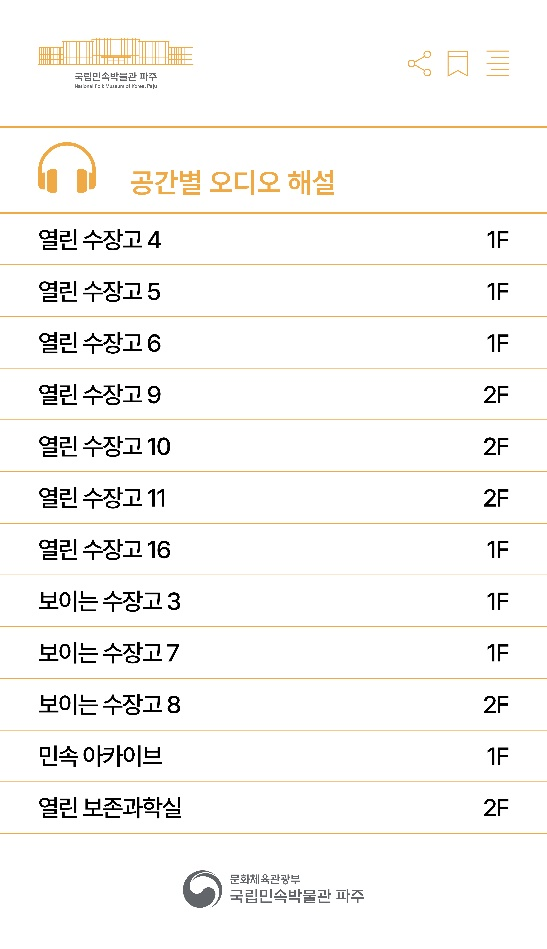 국립민속박물관 파주
National Folk Museum of Korea, Paju
공간별 오디오 해설
열린 수장고 4 1F
열린 수장고 5 1F
열린 수장고 6 1F
열린 수장고 9 2F
열린 수장고 10 2F
열린 수장고 11 2F
열린 수장고 16 1F
보이는 수장고 3 1F
보이는 수장고 7 1F
보이는 수장고 8 2F
민속 아카이브 1F
열린 보존과학실 2F
문화체육관광부
국립민속박물관 파주